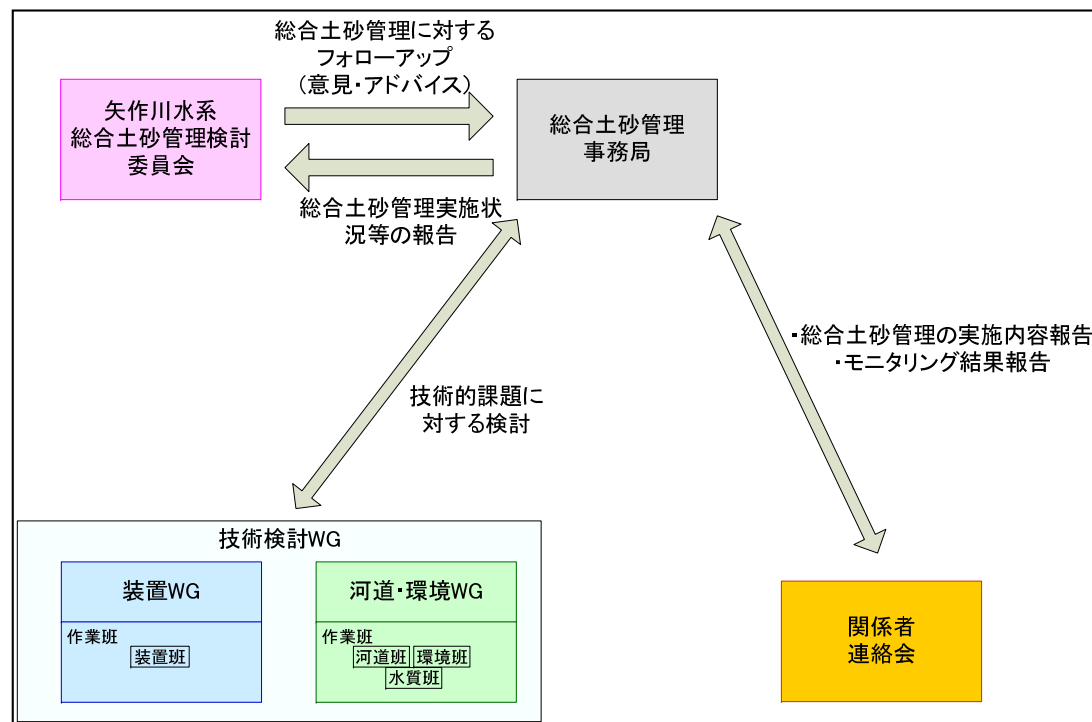 総合土砂管理に対する
フォローアップ
（意見・アドバイス）
矢作川水系
総合土砂管理検討
委員会
総合土砂管理
事務局
総合土砂管理実施状
況等の報告
・総合土砂管理の実施内容報告
・モニタリング結果報告
技術的課題に
対する検討
技術検討WG
装置WG
作業班
装置班
河道・環境WG
作業班
河道班 環境班
水質班
関係者
連絡会